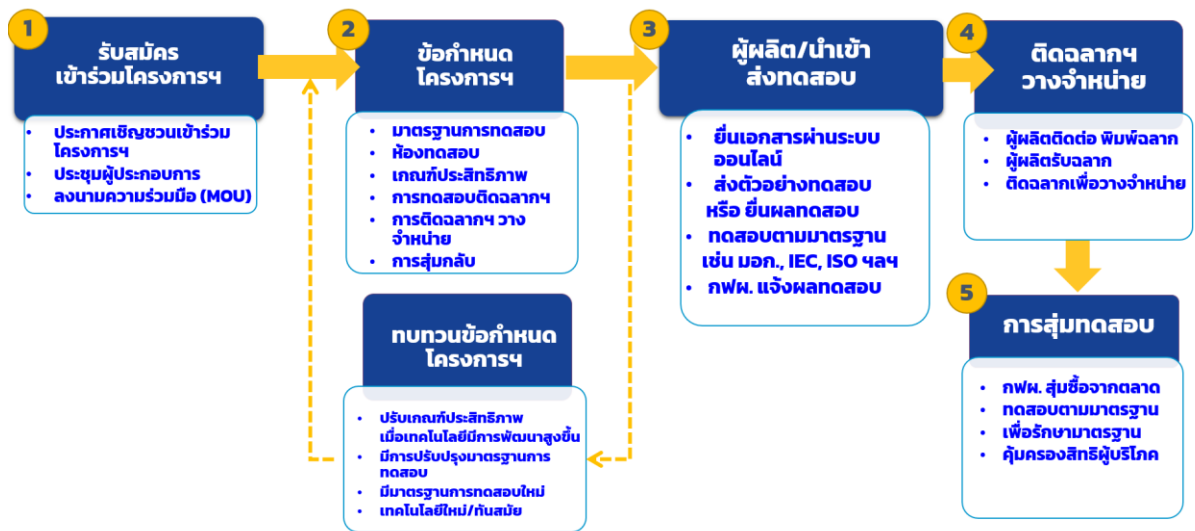 1
รับสมัคร
เข้าร่วมโครงการฯ
• ประกาศเชิญชวนเข้าร่วม
โครงการฯ
• ประชุมผู้ประกอบการ
• ลงนามความร่วมมือ (MOU)
2
ข้อกำหนด
โครงการฯ
• มาตรฐานการทดสอบ
• ห้องทดสอบ
• เกณฑ์ประสิทธิภาพ
• การทดสอบติดฉลากฯ
• การติดฉลากฯ วาง
จำหน่าย
• การสุ่มกลับ
ทบทวนข้อกำหนด
โครงการฯ
• ปรับเกณฑ์ประสิทธิภาพ
เมื่อเทคโนโลยีมีการพัฒนาสูงขึ้น
• มีการปรับปรุงมาตรฐานการ
ทดสอบ
• มีมาตรฐานการทดสอบใหม่
• เทคโนโลยีใหม่/ทันสมัย
3
ผู้ผลิต/นำเข้า
ส่งทดสอบ
• ยื่นเอกสารผ่านระบบ
ออนไลน์
• ส่งตัวอย่างทดสอบ
หรือ ยื่นผลทดสอบ
• ทดสอบตามมาตรฐาน
เช่น มอก., IEC, ISO ฯลฯ
• กฟผ. แจ้งผลทดสอบ
4
ติดฉลากฯ
วางจำหน่าย
• ผู้ผลิตติดต่อ พิมพ์ฉลาก
• ผู้ผลิตรับฉลาก
• ติดฉลากเพื่อวางจำหน่าย
5
การสุ่มทดสอบ
• กฟผ. สุ่มซื้อจากตลาด
• ทดสอบตามมาตรฐาน
• เพื่อรักษามาตรฐาน
• คุ้มครองสิทธิผู้บริโภค